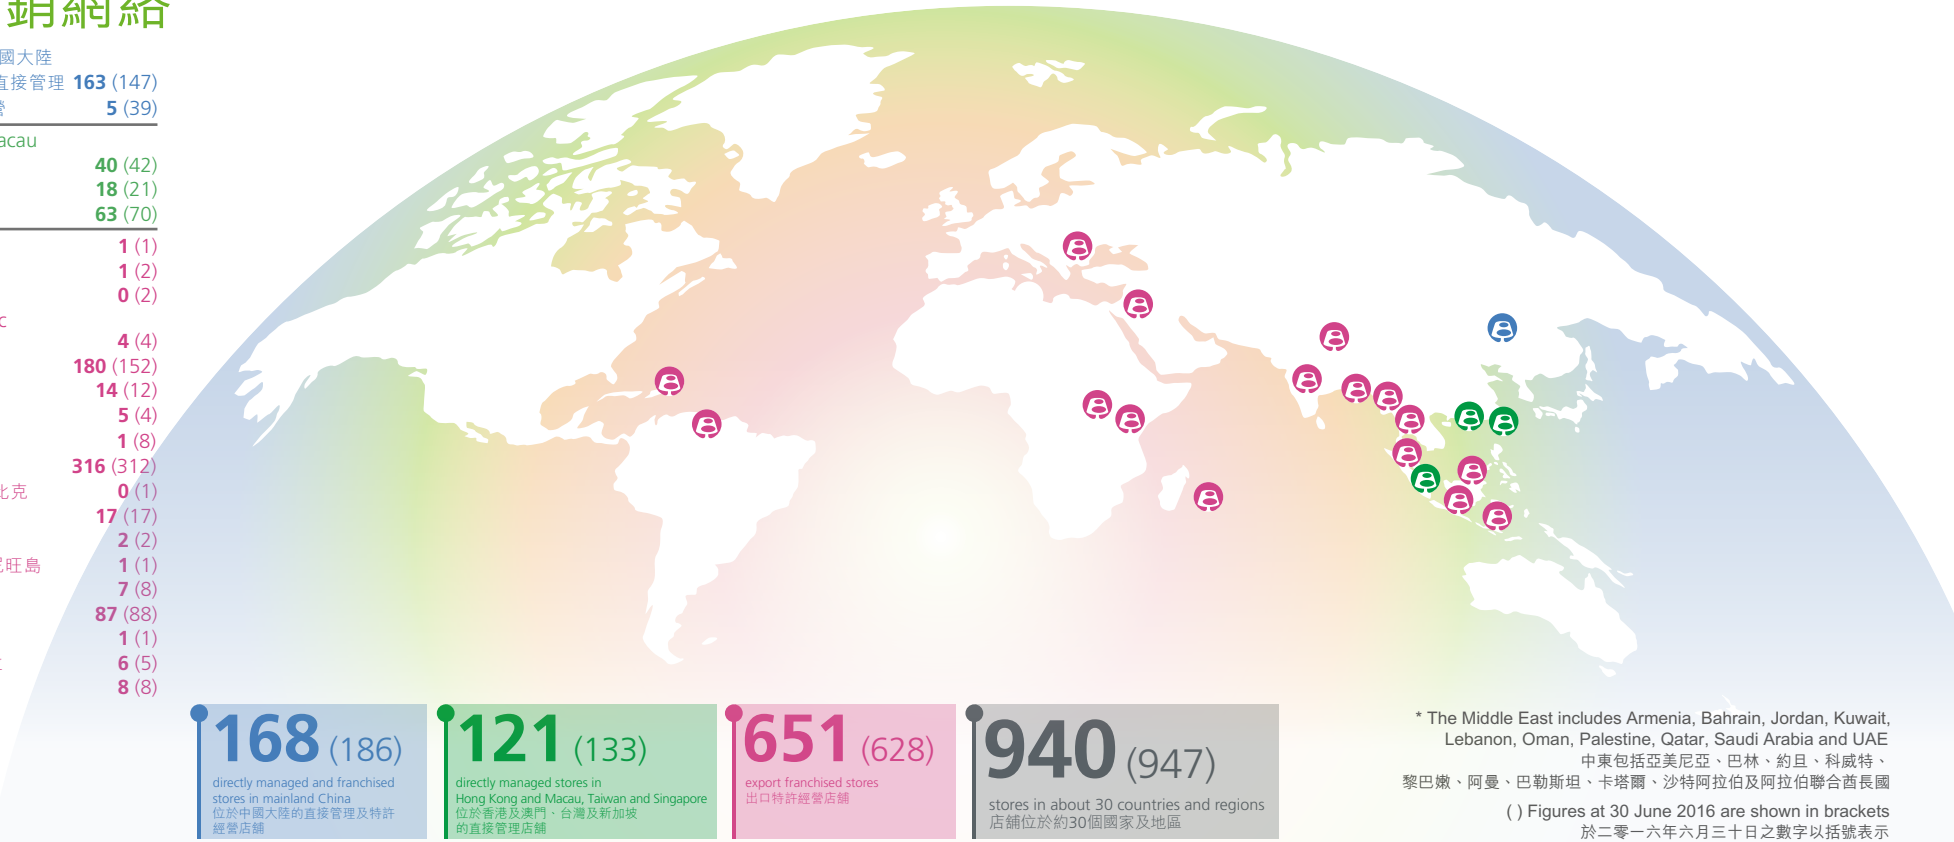 銷網絡
國大陸
直接管理 163 (147)
5 (39)
acau
40 (42)
18 (21)
63 (70)
1 (1)
1 (2)
0 (2)
c
4 (4)
180 (152)
14 (12)
5 (4)
1 (8)
316 (312)
比克 0 (1)
17 (17)
2 (2)
尼旺島 1 (1)
7 (8)
87 (88)
1 (1)
6 (5)
8 (8)
168 (186)
directly managed and franchised
stores in mainland China
位於中國大陸的直接管理及特許
經營店舖
121 (133)
directly managed stores in
Hong Kong and Macau, Taiwan and Singapore
位於香港及澳門、台灣及新加坡
的直接管理店舖
651 (628)
export franchised stores
出口特許經營店舖
940 (947)
stores in about 30 countries and regions
店舖位於約30個國家及地區
* The Middle East includes Armenia, Bahrain, Jordan, Kuwait,
Lebanon, Oman, Palestine, Qatar, Saudi Arabia and UAE
中東包括亞美尼亞、巴林、約旦、科威特、
黎巴嫩、阿曼、巴勒斯坦、卡塔爾、沙特阿拉伯及阿拉伯聯合酋長國
( ) Figures at 30 June 2016 are shown in brackets
於二零一六年六月三十日之數字以括號表示